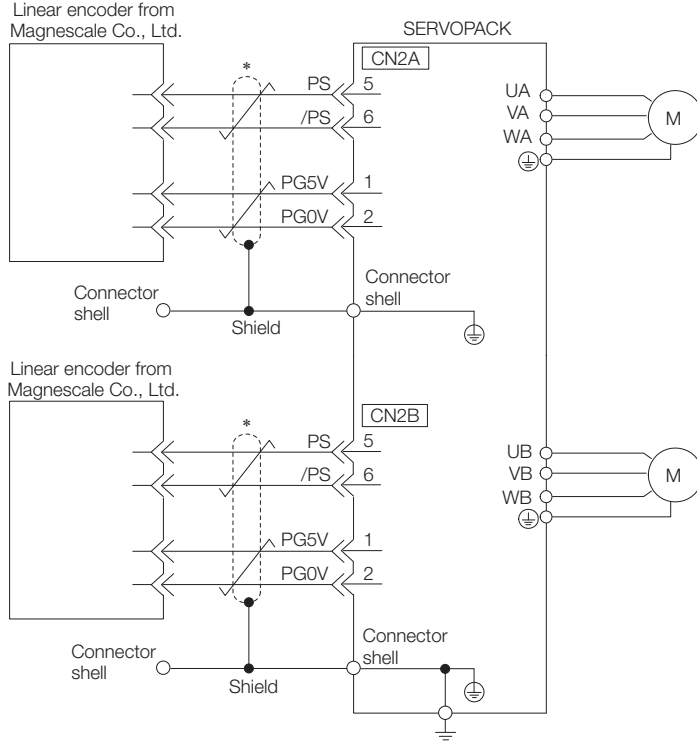 Linear encoder from
Magnescale Co., Ltd.
SERVOPACK
*
CN2A
PS
5
/PS
6
PG5V
1
PG0V
2
UA
VA
WA
M
Connector
shell
Connector
shell
Shield
Linear encoder from
Magnescale Co., Ltd.
*
CN2B
PS
5
/PS
6
PG5V
1
PG0V
2
UB
VB
WB
M
Connector
shell
Connector
shell
Shield